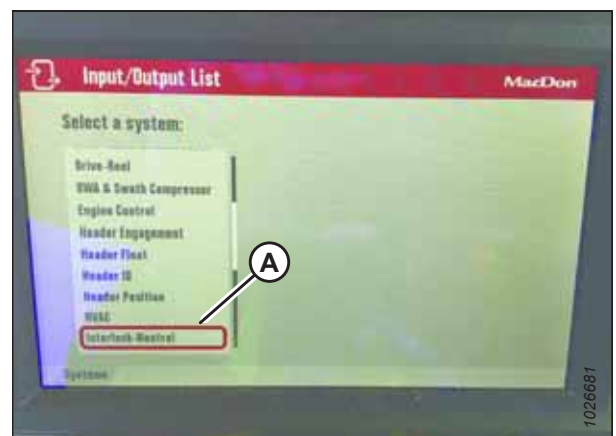 Input/Output List
MacDon
Select a system:
Drive-Reel
DWA & Swath Compressor
Engine Control
Header Engagement
Header Float
Header ID
Header Position
HVAC
Interlock-Neutral
A
Systems
1026681